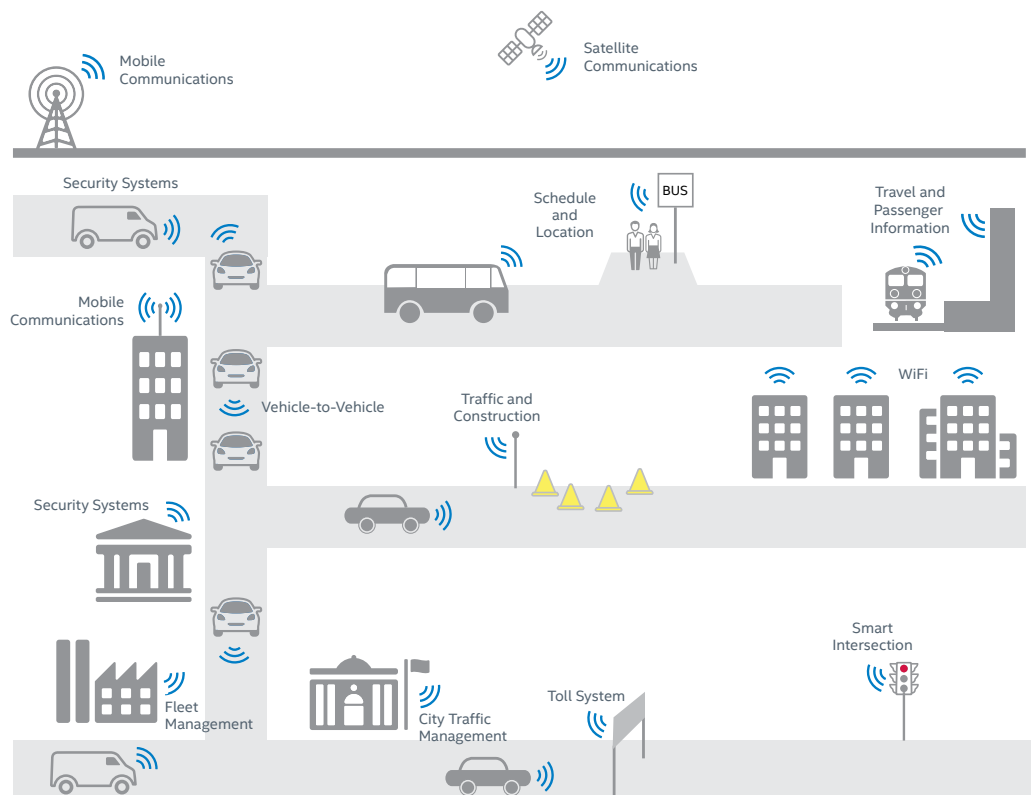 Mobile
Communications
Satellite
Communications
Security Systems
Schedule
and
Location
BUS
Travel and
Passenger
Information
Mobile
Communications
WiFi
Vehicle-to-Vehicle
Traffic and
Construction
Security Systems
Smart
Intersection
Fleet
Management
City Traffic
Management
Toll System